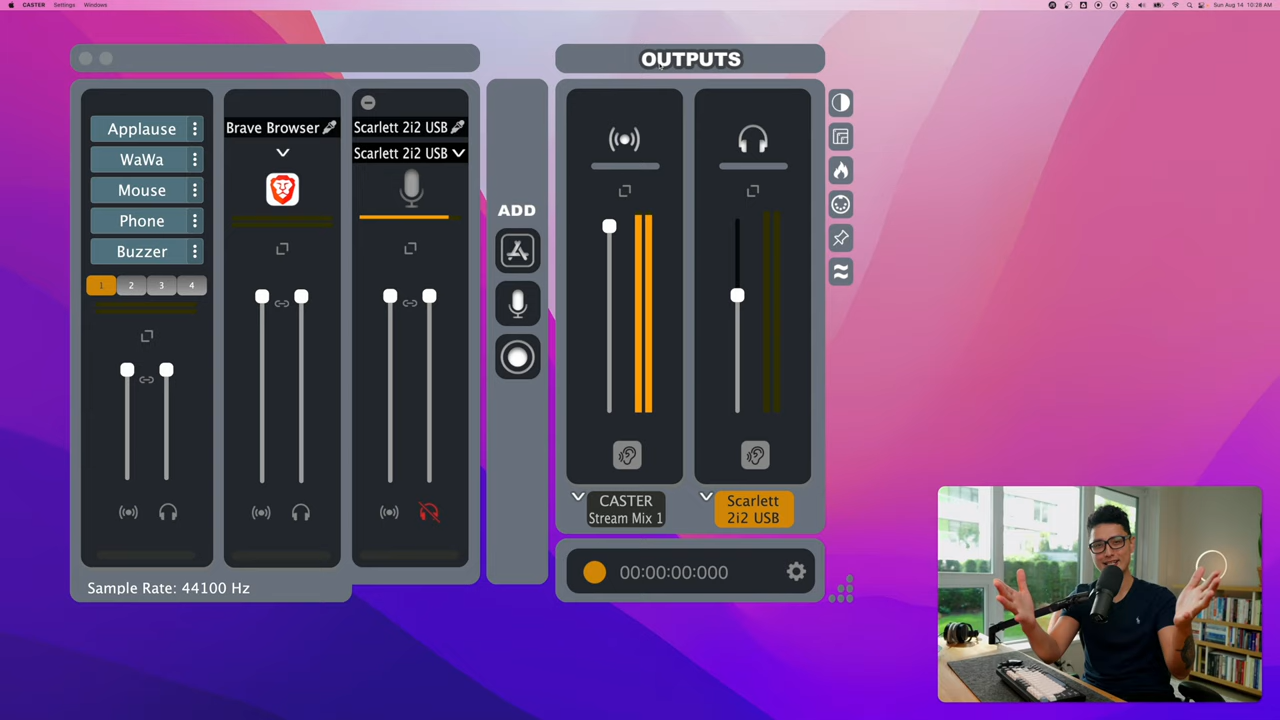 CASTER Settings Windows
Sun Aug 14 10:28 AM
OUTPUTS
Applause
WaWa
Mouse
Phone
Buzzer
1 2 3 4
Brave Browser
Scarlett 2i2 USB
Scarlett 2i2 USB
ADD
CASTER
Stream Mix 1
Scarlett
2i2 USB
00:00:00:000
Sample Rate: 44100 Hz